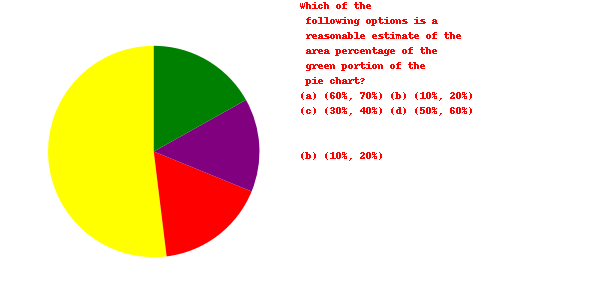 Which of the
following options is a
reasonable estimate of the
area percentage of the
green portion of the
pie chart?
(a) (60%, 70%) (b) (10%, 20%)
(c) (30%, 40%) (d) (50%, 60%)
(b) (10%, 20%)